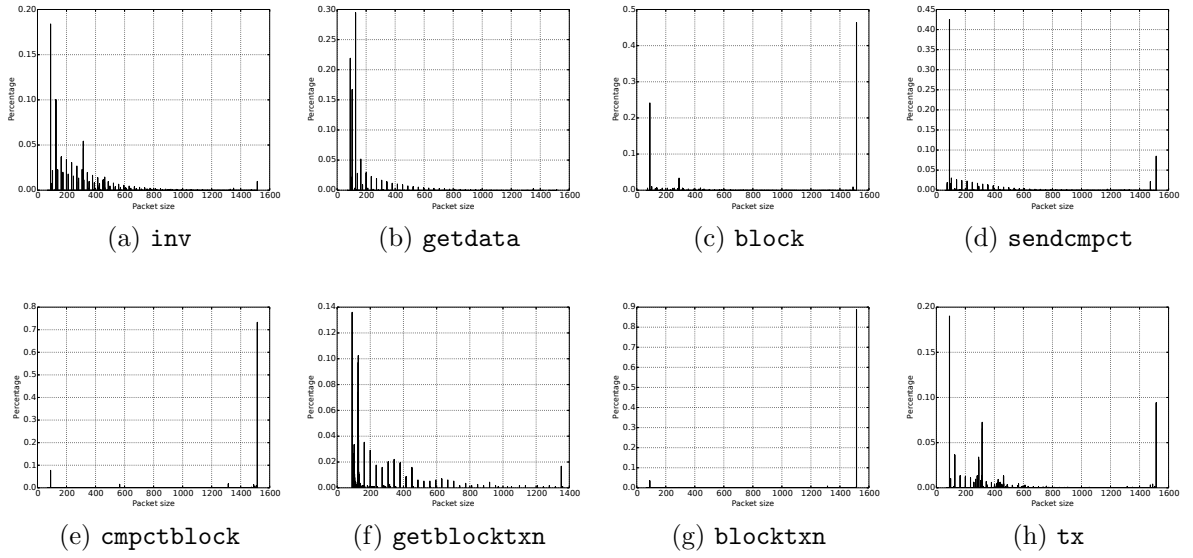 0.20
0.15
0.10
0.05
0.00
0 200 400 600 800 1000 1200 1400 1600
Percentage
Packet size
(a) inv
0.30
0.25
0.20
0.15
0.10
0.05
0.00
0 200 400 600 800 1000 1200 1400 1600
Percentage
Packet size
(b) getdata
0.5
0.4
0.3
0.2
0.1
0.0
0 200 400 600 800 1000 1200 1400 1600
Percentage
Packet size
(c) block
0.45
0.40
0.35
0.30
0.25
0.20
0.15
0.10
0.05
0.00
0 200 400 600 800 1000 1200 1400 1600
Percentage
Packet size
(d) sendcmpct
0.8
0.7
0.6
0.5
0.4
0.3
0.2
0.1
0.0
0 200 400 600 800 1000 1200 1400 1600
Percentage
Packet size
(e) cmpctblock
0.14
0.12
0.10
0.08
0.06
0.04
0.02
0.00
0 200 400 600 800 1000 1200 1400
Percentage
Packet size
(f) getblocktxn
0.9
0.8
0.7
0.6
0.5
0.4
0.3
0.2
0.1
0.0
0 200 400 600 800 1000 1200 1400 1600
Percentage
Packet size
(g) blocktxn
0.20
0.15
0.10
0.05
0.00
0 200 400 600 800 1000 1200 1400 1600
Percentage
Packet size
(h) tx